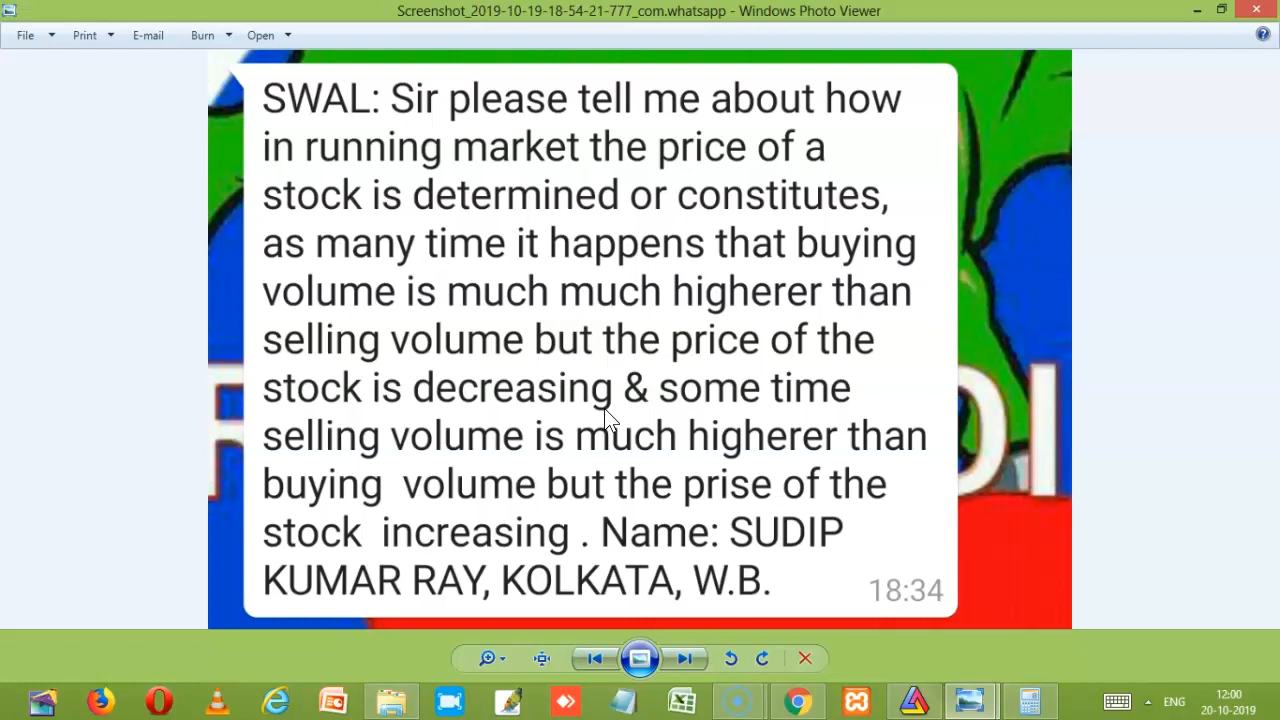 Screenshot_2019-10-19-18-54-21-777_com.whatsapp - Windows Photo Viewer
File Print E-mail Burn Open
SWAL: Sir please tell me about how
in running market the price of a
stock is determined or constitutes,
as many time it happens that buying
volume is much much higherer than
selling volume but the price of the
stock is decreasing & some time
selling volume is much higherer than
buying volume but the prise of the
stock increasing . Name: SUDIP
KUMAR RAY, KOLKATA, W.B.
18:34
ENG
12:00
20-10-2019